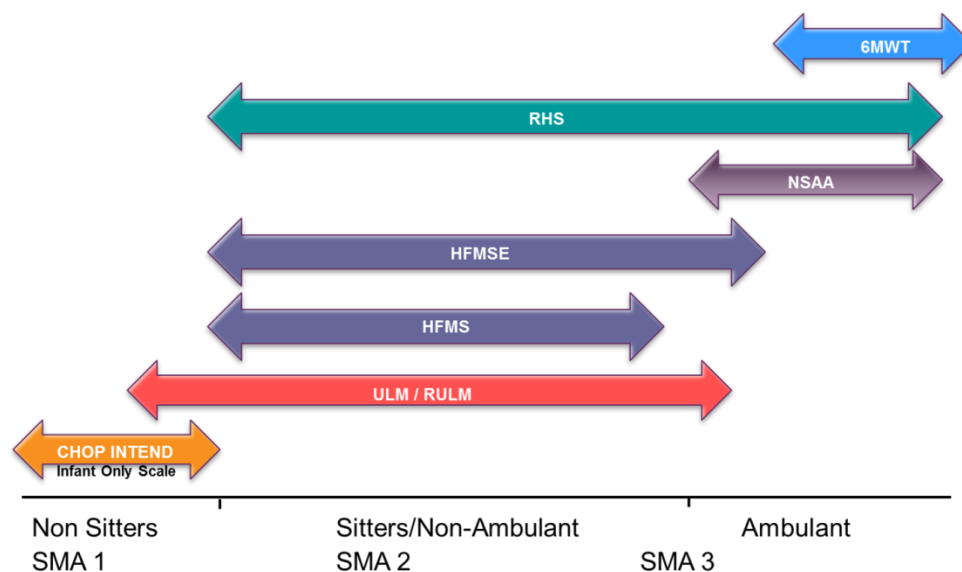 6MWT
RHS
NSAA
HFMSE
HFMS
ULM / RULM
CHOP INTEND
Infant Only Scale
Non Sitters Sitters/Non-Ambulant Ambulant
SMA 1 SMA 2 SMA 3